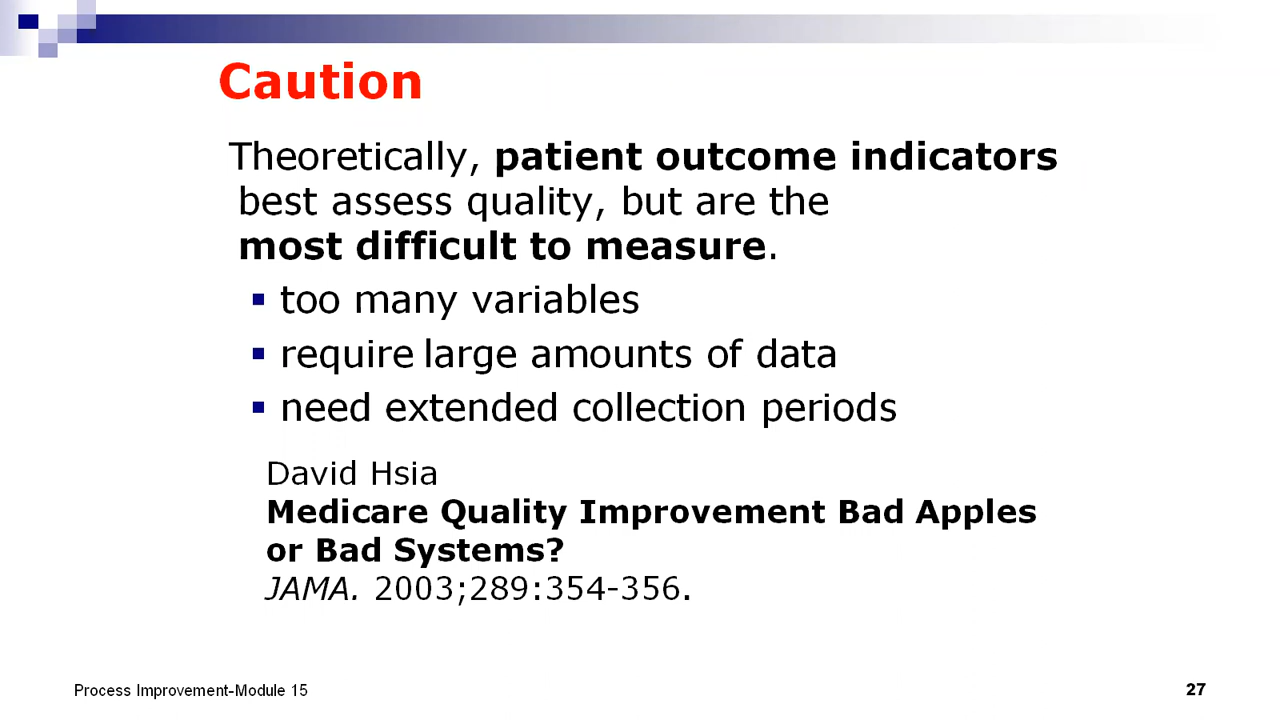 Caution
Theoretically, patient outcome indicators
best assess quality, but are the
most difficult to measure.
▪ too many variables
▪ require large amounts of data
▪ need extended collection periods
David Hsia
Medicare Quality Improvement Bad Apples
or Bad Systems?
JAMA. 2003;289:354-356.
Process Improvement-Module 15
27